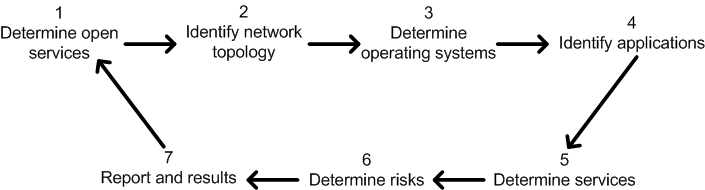 1
Determine open
services
2
Identify network
topology
3
Determine
operating systems
4
Identify applications
5
Determine services
6
Determine risks
7
Report and results